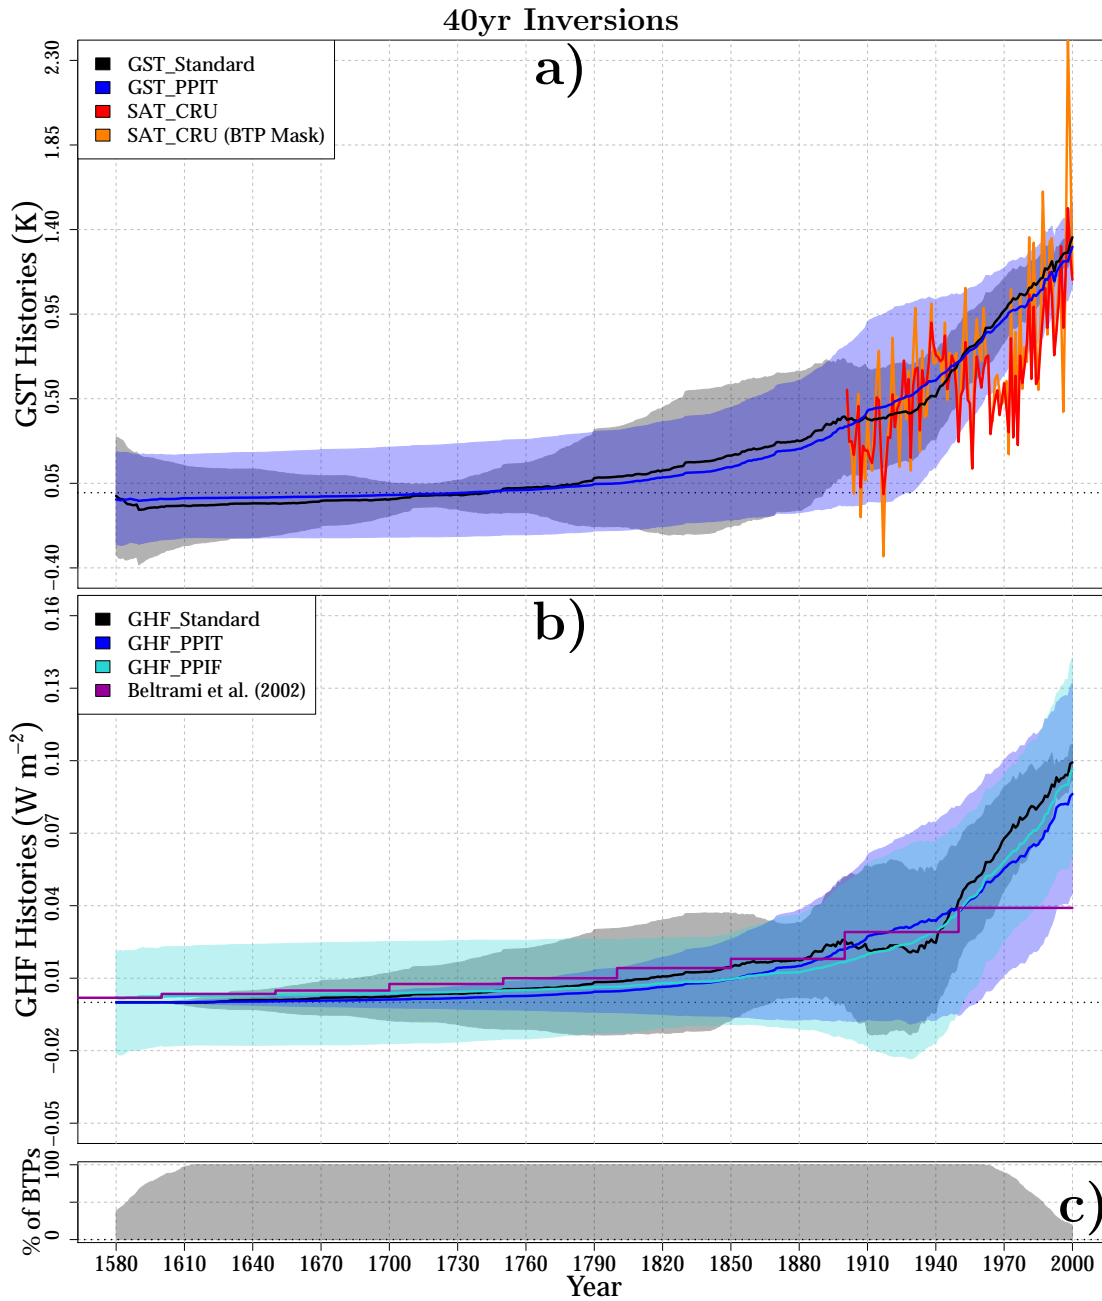 40yr Inversions
a)
GST_Standard
GST_PPIT
SAT_CRU
SAT_CRU (BTP Mask)
GST Histories (K)
2.30
1.85
1.40
0.95
0.50
0.05
−0.40
b)
GHF_Standard
GHF_PPIT
GHF_PPIF
Beltrami et al. (2002)
GHF Histories (W m⁻²)
0.16
0.13
0.10
0.07
0.04
0.01
−0.02
−0.05
c)
% of BTPs
100
0
1580 1610 1640 1670 1700 1730 1760 1790 1820 1850 1880 1910 1940 1970 2000
Year